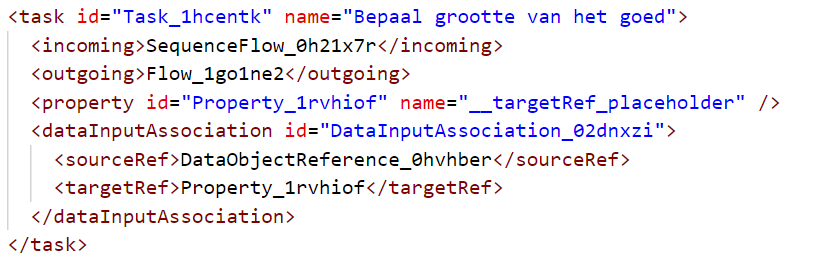 <task id="Task_1hcentk" name="Bepaal grootte van het goed">
<incoming>SequenceFlow_0h21x7r</incoming>
<outgoing>Flow_1go1ne2</outgoing>
<property id="Property_1rvhiof" name="__targetRef_placeholder" />
<dataInputAssociation id="DataInputAssociation_02dnxzi">
<sourceRef>DataObjectReference_0hvhber</sourceRef>
<targetRef>Property_1rvhiof</targetRef>
</dataInputAssociation>
</task>